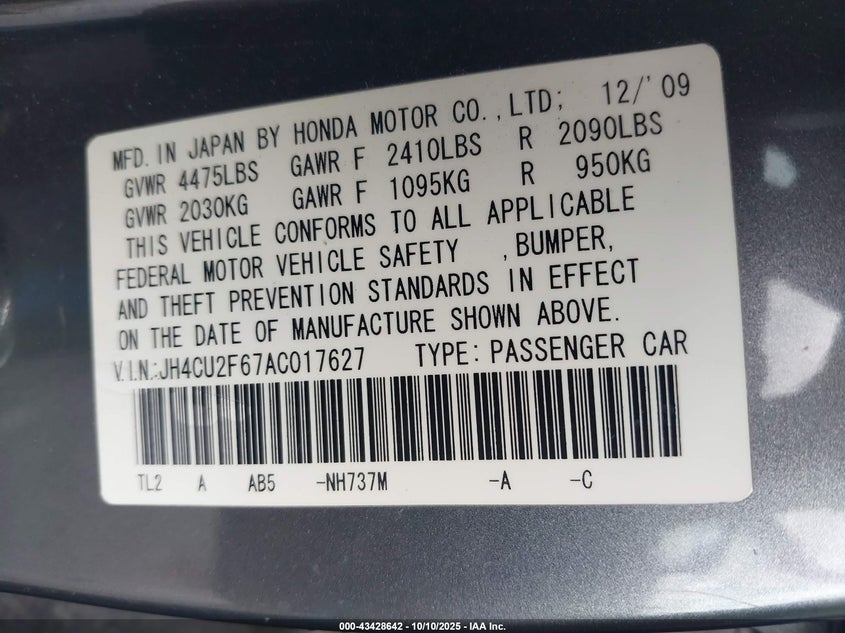 MFD. IN JAPAN BY HONDA MOTOR CO.,LTD; 12/'09
GVWR 4475LBS GAWR F 2410LBS R 2090LBS
GVWR 2030KG GAWR F 1095KG R 950KG
THIS VEHICLE CONFORMS TO ALL APPLICABLE
FEDERAL MOTOR VEHICLE SAFETY ,BUMPER,
AND THEFT PREVENTION STANDARDS IN EFFECT
ON THE DATE OF MANUFACTURE SHOWN ABOVE.
V.I.N.:JH4CU2F67AC017627 TYPE: PASSENGER CAR
TL2 A AB5 -NH737M -A -C
000-43428642 - 10/10/2025 - IAA Inc.